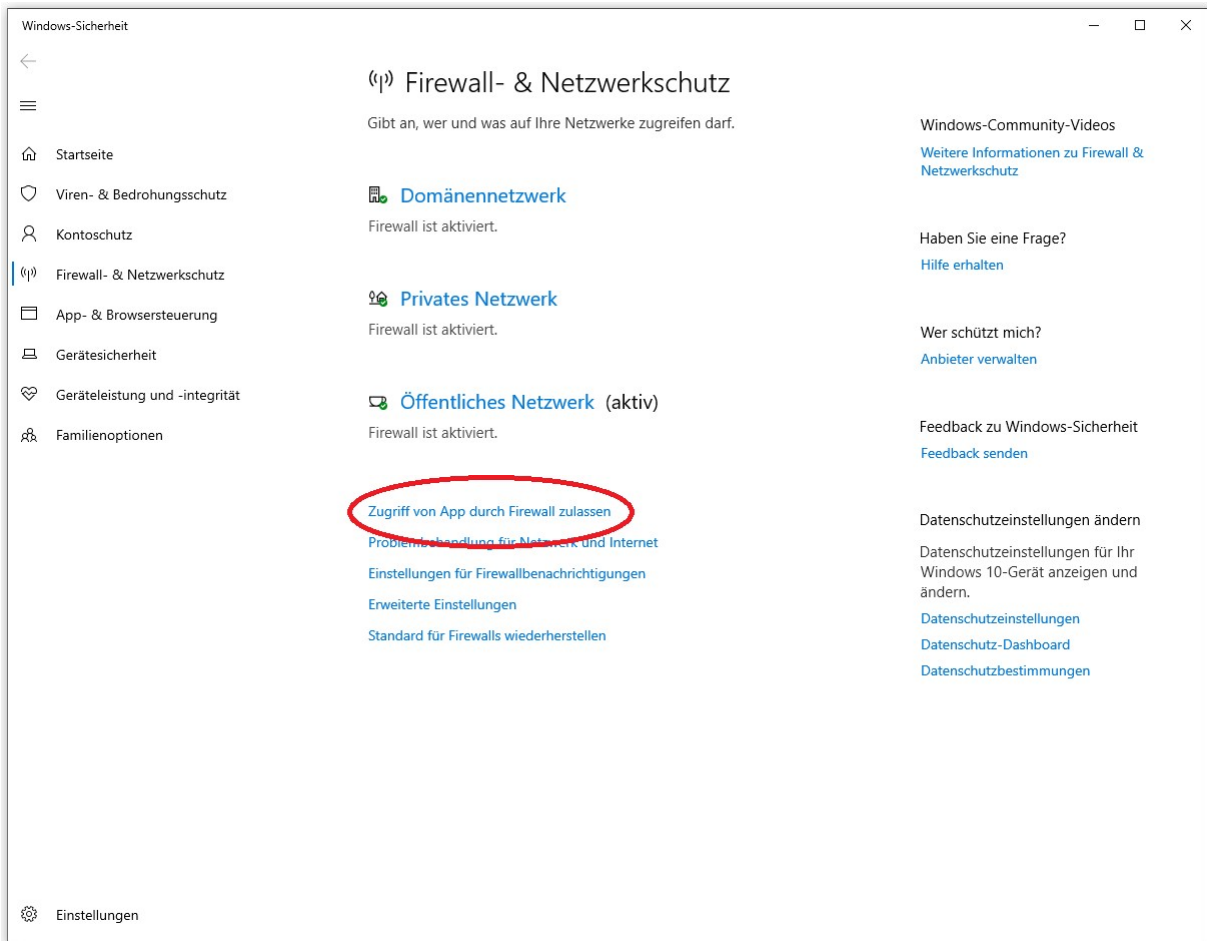 Windows-Sicherheit
Startseite
Viren- & Bedrohungsschutz
Kontoschutz
Firewall- & Netzwerkschutz
App- & Browsersteuerung
Gerätesicherheit
Geräteleistung und -integrität
Familienoptionen
Einstellungen
Firewall- & Netzwerkschutz
Gibt an, wer und was auf Ihre Netzwerke zugreifen darf.
Domänennetzwerk
Firewall ist aktiviert.
Privates Netzwerk
Firewall ist aktiviert.
Öffentliches Netzwerk (aktiv)
Firewall ist aktiviert.
Zugriff von App durch Firewall zulassen
Problembehandlung für Netzwerk und Internet
Einstellungen für Firewallbenachrichtigungen
Erweiterte Einstellungen
Standard für Firewalls wiederherstellen
Windows-Community-Videos
Weitere Informationen zu Firewall &
Netzwerkschutz
Haben Sie eine Frage?
Hilfe erhalten
Wer schützt mich?
Anbieter verwalten
Feedback zu Windows-Sicherheit
Feedback senden
Datenschutzeinstellungen ändern
Datenschutzeinstellungen für Ihr
Windows 10-Gerät anzeigen und
ändern.
Datenschutzeinstellungen
Datenschutz-Dashboard
Datenschutzbestimmungen